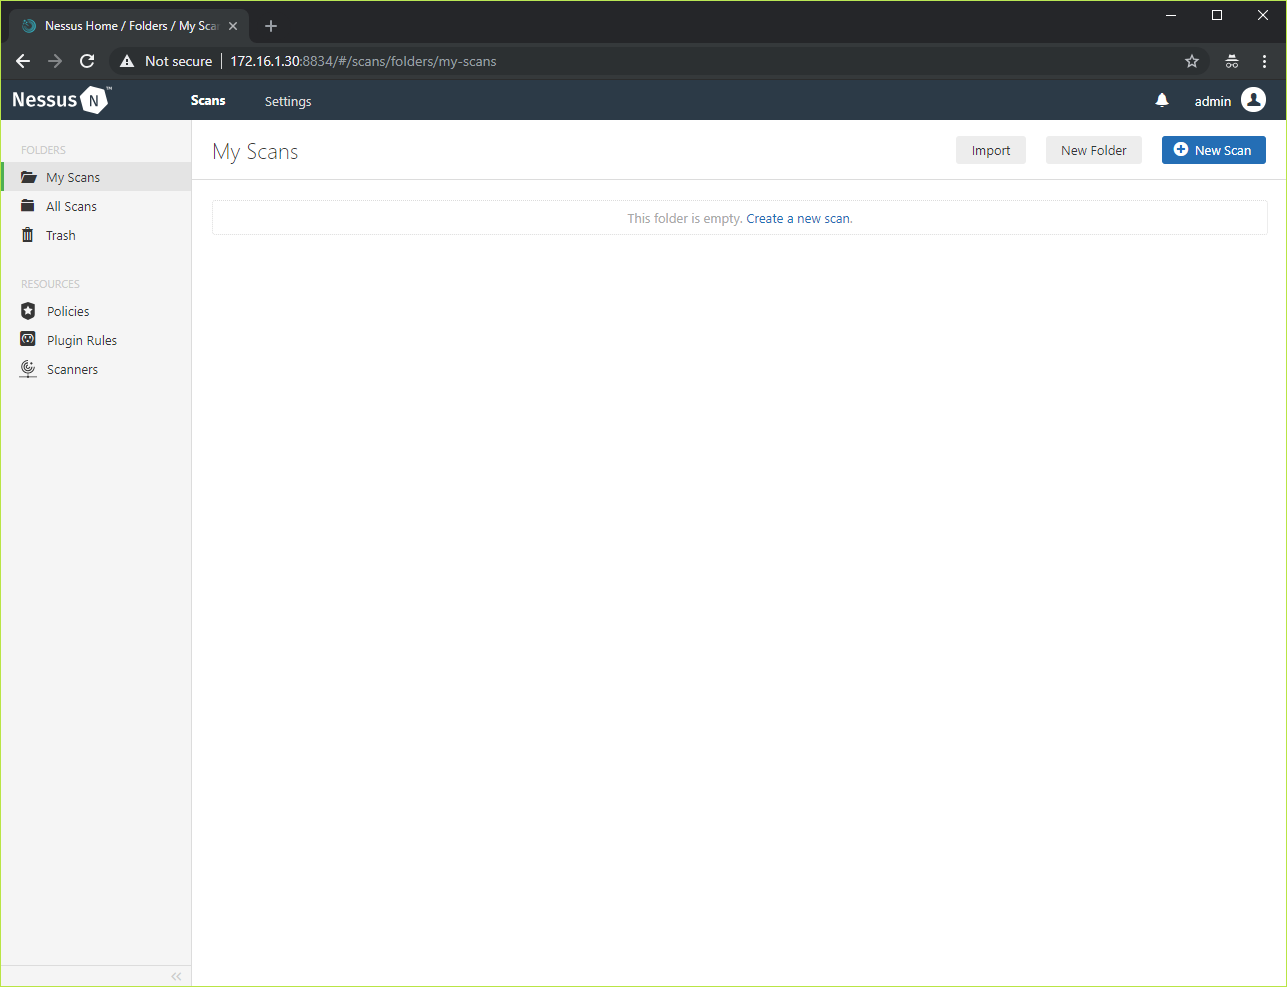 Nessus Home / Folders / My Sca
Not secure | 172.16.1.30:8834/#/scans/folders/my-scans
Nessus N ™ Scans Settings admin
FOLDERS
My Scans
All Scans
Trash
RESOURCES
Policies
Plugin Rules
Scanners
My Scans Import New Folder New Scan
This folder is empty. Create a new scan.